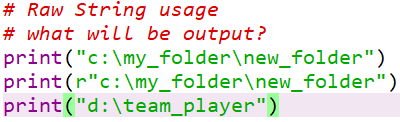 # Raw String usage
# what will be output?
print("c:\my_folder\new_folder")
print(r"c:\my_folder\new_folder")
print("d:\team_player")